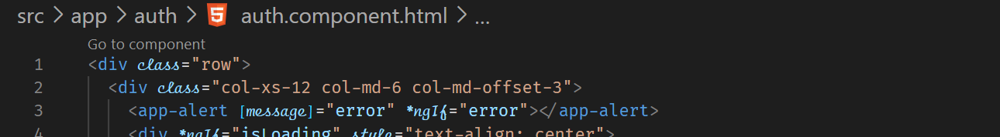 src > app > auth > auth.component.html > ...
Go to component
1 <div class="row">
2 <div class="col-xs-12 col-md-6 col-md-offset-3">
3 <app-alert [message]="error" *ngIf="error"></app-alert>
4 <div *ngIf="isLoading" style="text-align: center">